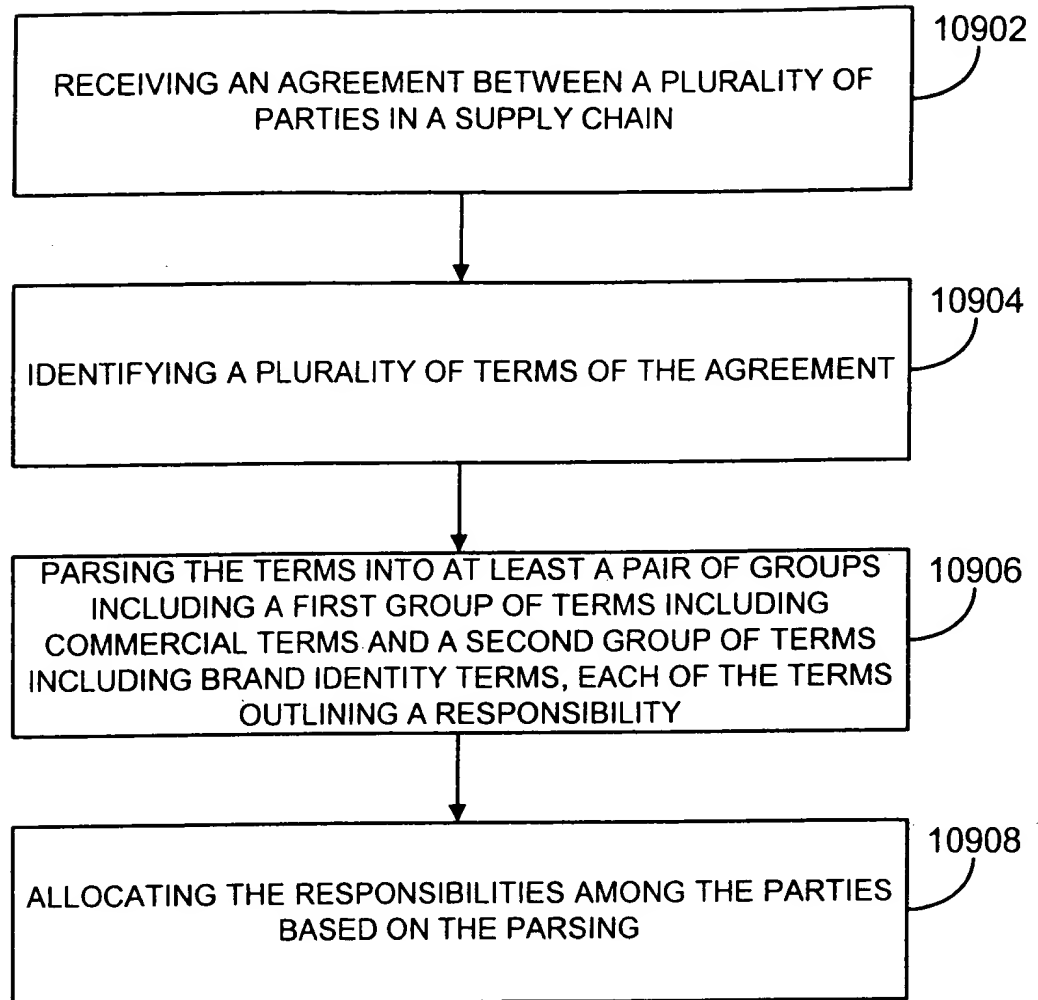 10902
RECEIVING AN AGREEMENT BETWEEN A PLURALITY OF
PARTIES IN A SUPPLY CHAIN
10904
IDENTIFYING A PLURALITY OF TERMS OF THE AGREEMENT
10906
PARSING THE TERMS INTO AT LEAST A PAIR OF GROUPS
INCLUDING A FIRST GROUP OF TERMS INCLUDING
COMMERCIAL TERMS AND A SECOND GROUP OF TERMS
INCLUDING BRAND IDENTITY TERMS, EACH OF THE TERMS
OUTLINING A RESPONSIBILITY
10908
ALLOCATING THE RESPONSIBILITIES AMONG THE PARTIES
BASED ON THE PARSING